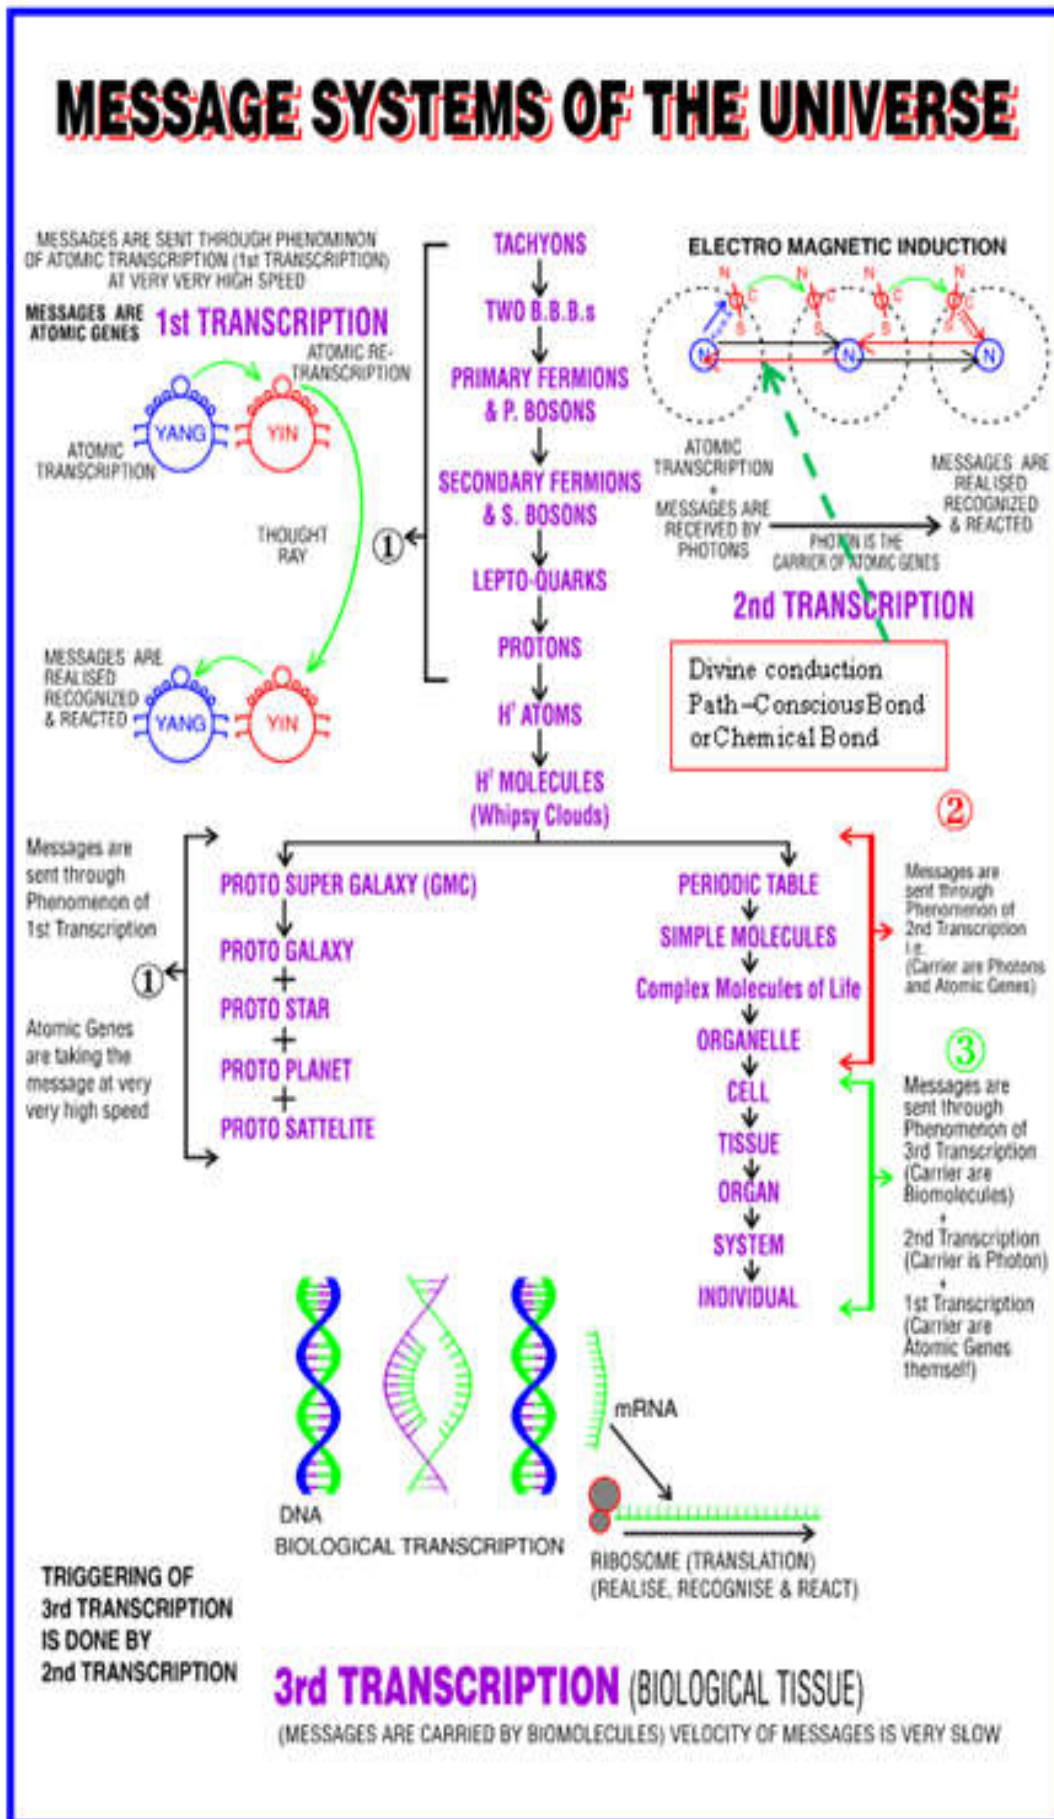 MESSAGE SYSTEMS OF THE UNIVERSE
MESSAGES ARE SENT THROUGH PHENOMINON
OF ATOMIC TRANSCRIPTION (1st TRANSCRIPTION)
AT VERY VERY HIGH SPEED
MESSAGES ARE
ATOMIC GENES
1st TRANSCRIPTION
ATOMIC RE-
TRANSCRIPTION
YANG
YIN
ATOMIC
TRANSCRIPTION
THOUGHT
RAY
MESSAGES ARE
REALISED
RECOGNIZED
& REACTED
YANG
YIN
TACHYONS
TWO B.B.B.s
PRIMARY FERMIONS
& P. BOSONS
SECONDARY FERMIONS
& S. BOSONS
①
LEPTO-QUARKS
PROTONS
H¹ ATOMS
H² MOLECULES
(Whipsy Clouds)
ELECTRO MAGNETIC INDUCTION
N N N N
C C C
S S S S
N N N
ATOMIC
TRANSCRIPTION
+
MESSAGES ARE
RECEIVED BY
PHOTONS
PHOTON IS THE
CARRIER OF ATOMIC GENES
MESSAGES ARE
REALISED
RECOGNIZED
& REACTED
2nd TRANSCRIPTION
Divine conduction
Path-Conscious Bond
or Chemical Bond
Messages are
sent through
Phenomenon of
1st Transcription
①
Atomic Genes
are taking the
message at very
very high speed
PROTO SUPER GALAXY (GMC)
PROTO GALAXY
+
PROTO STAR
+
PROTO PLANET
+
PROTO SATTELITE
PERIODIC TABLE
SIMPLE MOLECULES
Complex Molecules of Life
ORGANELLE
CELL
TISSUE
ORGAN
SYSTEM
INDIVIDUAL
②
Messages are
sent through
Phenomenon of
2nd Transcription
i.e.
(Carrier are Photons
and Atomic Genes)
③
Messages are
sent through
Phenomenon of
3rd Transcription
(Carrier are
Biomolecules)
+
2nd Transcription
(Carrier is Photon)
+
1st Transcription
(Carrier are
Atomic Genes
themself)
mRNA
DNA
BIOLOGICAL TRANSCRIPTION
RIBOSOME (TRANSLATION)
(REALISE, RECOGNISE & REACT)
TRIGGERING OF
3rd TRANSCRIPTION
IS DONE BY
2nd TRANSCRIPTION
3rd TRANSCRIPTION (BIOLOGICAL TISSUE)
(MESSAGES ARE CARRIED BY BIOMOLECULES) VELOCITY OF MESSAGES IS VERY SLOW